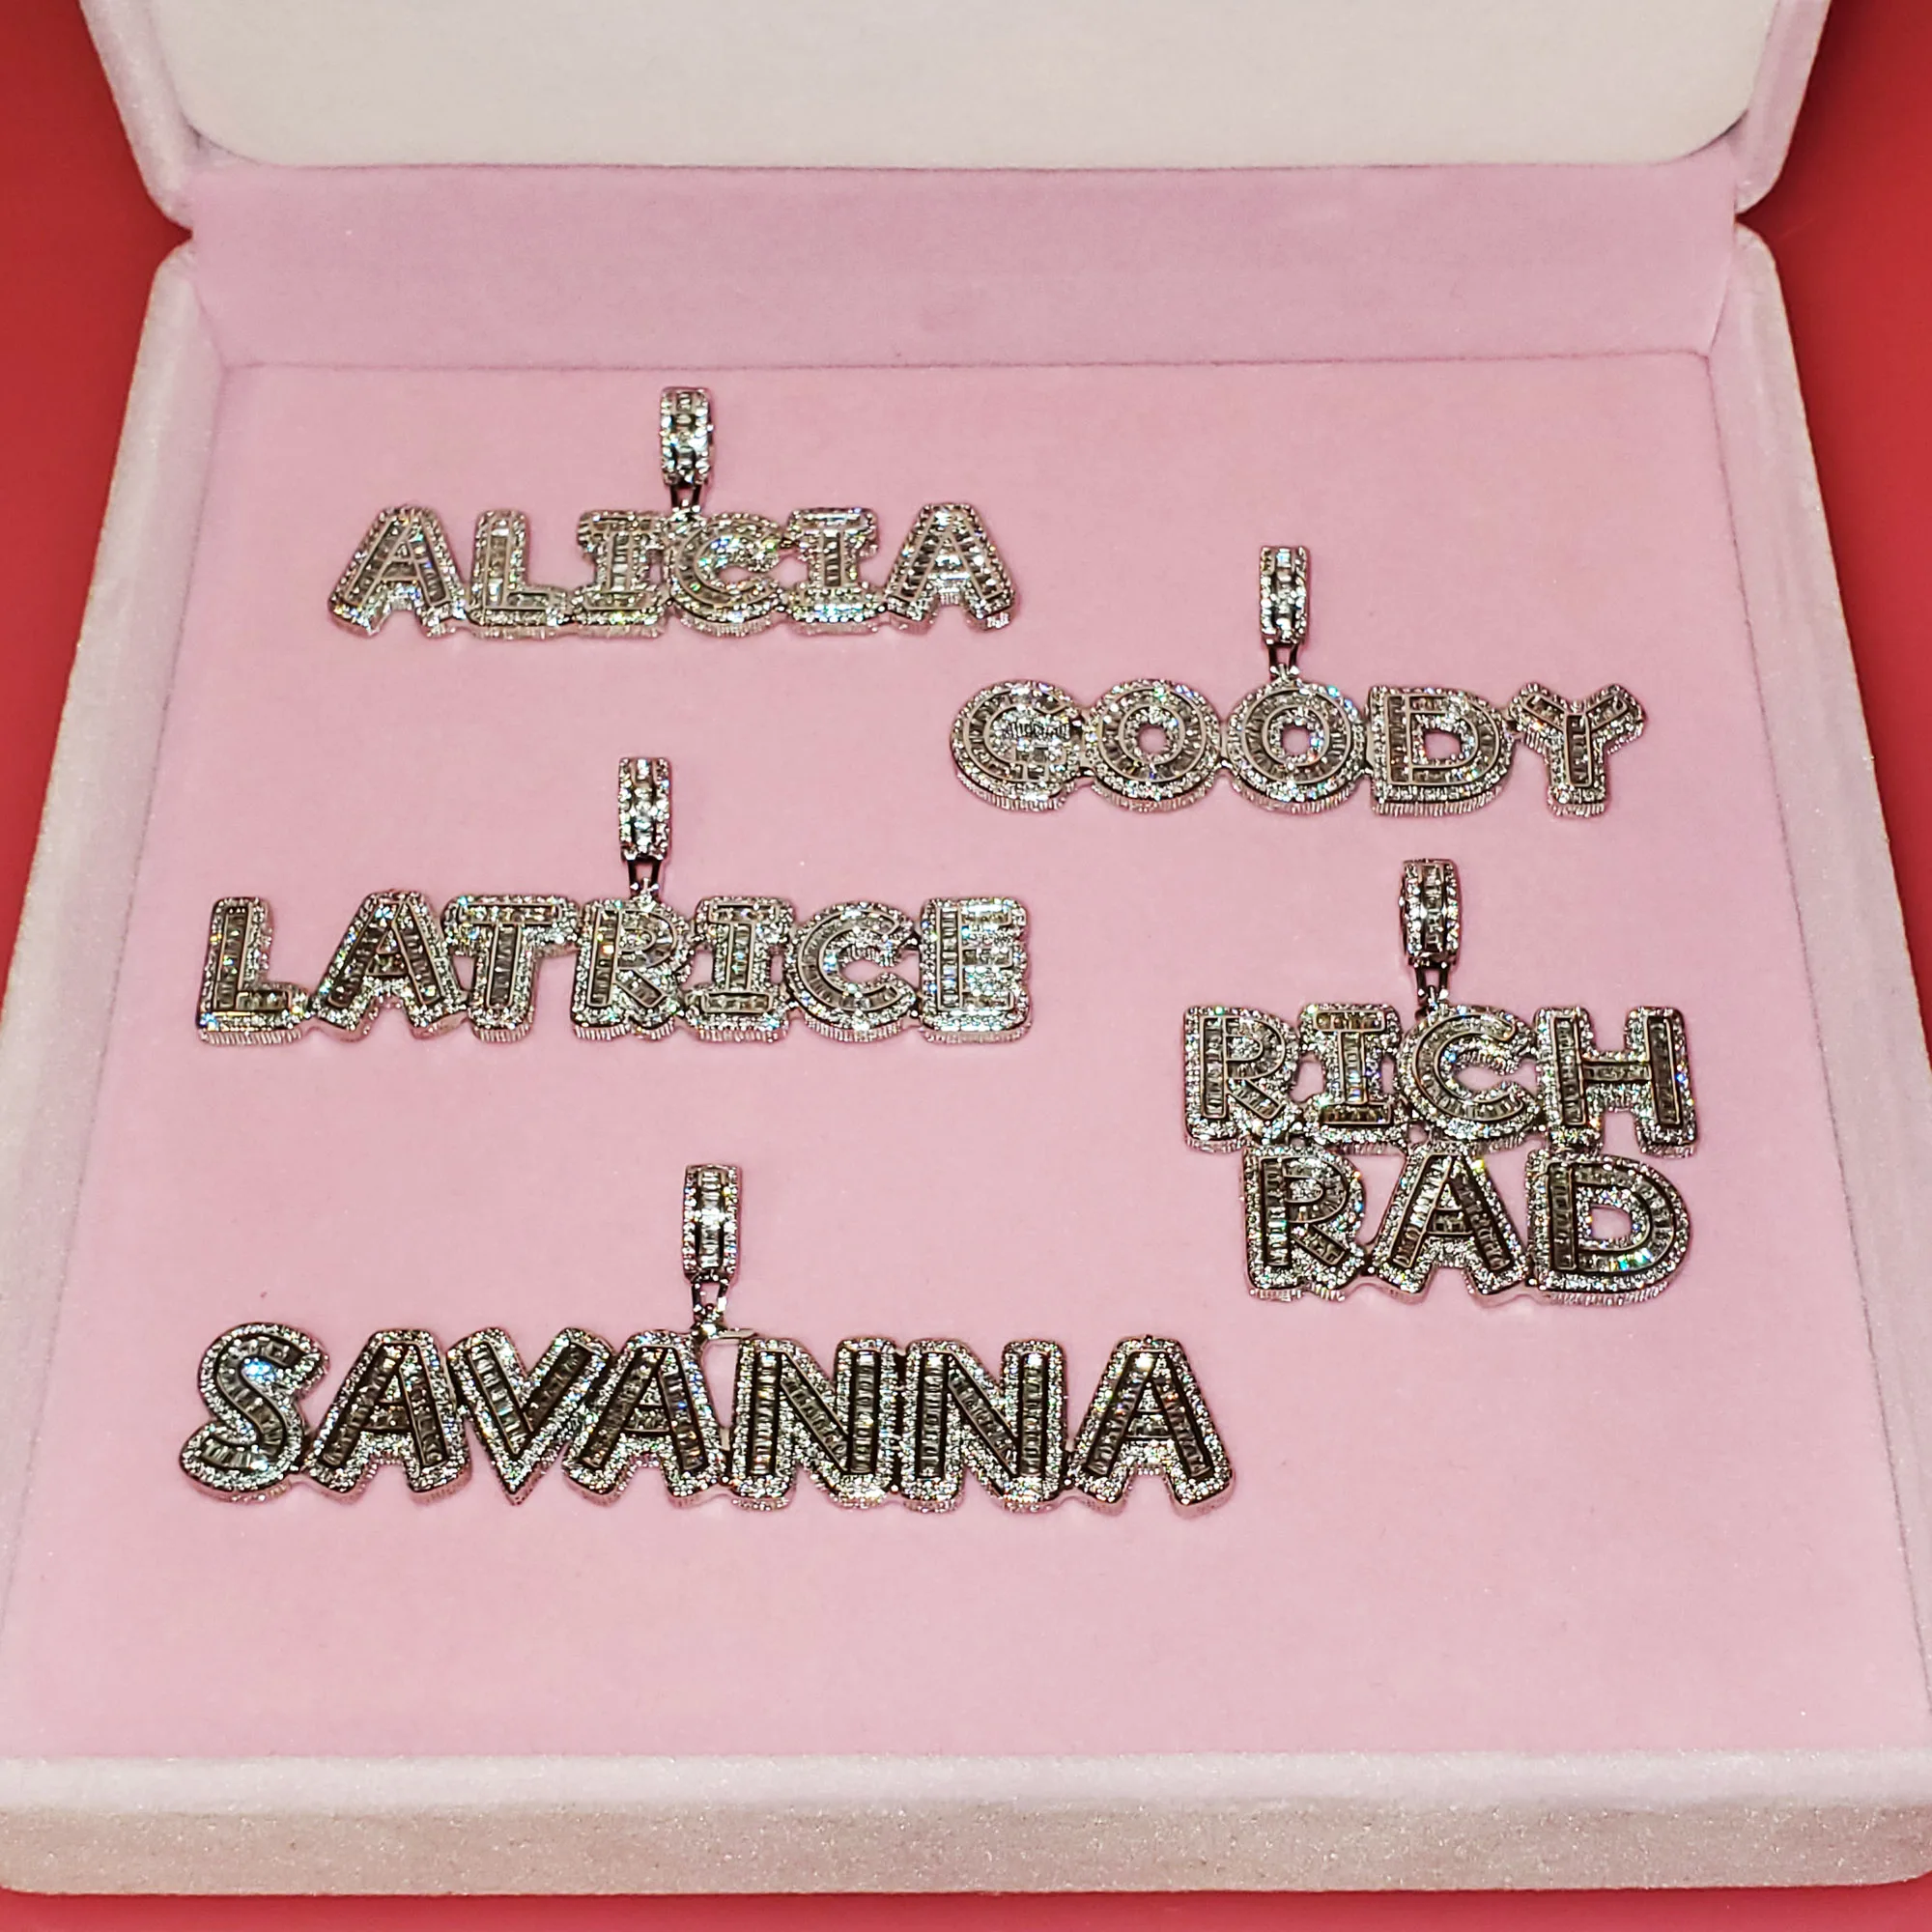 ALICIA
GOODY
LATRICE
RICH
RAD
SAVANNA